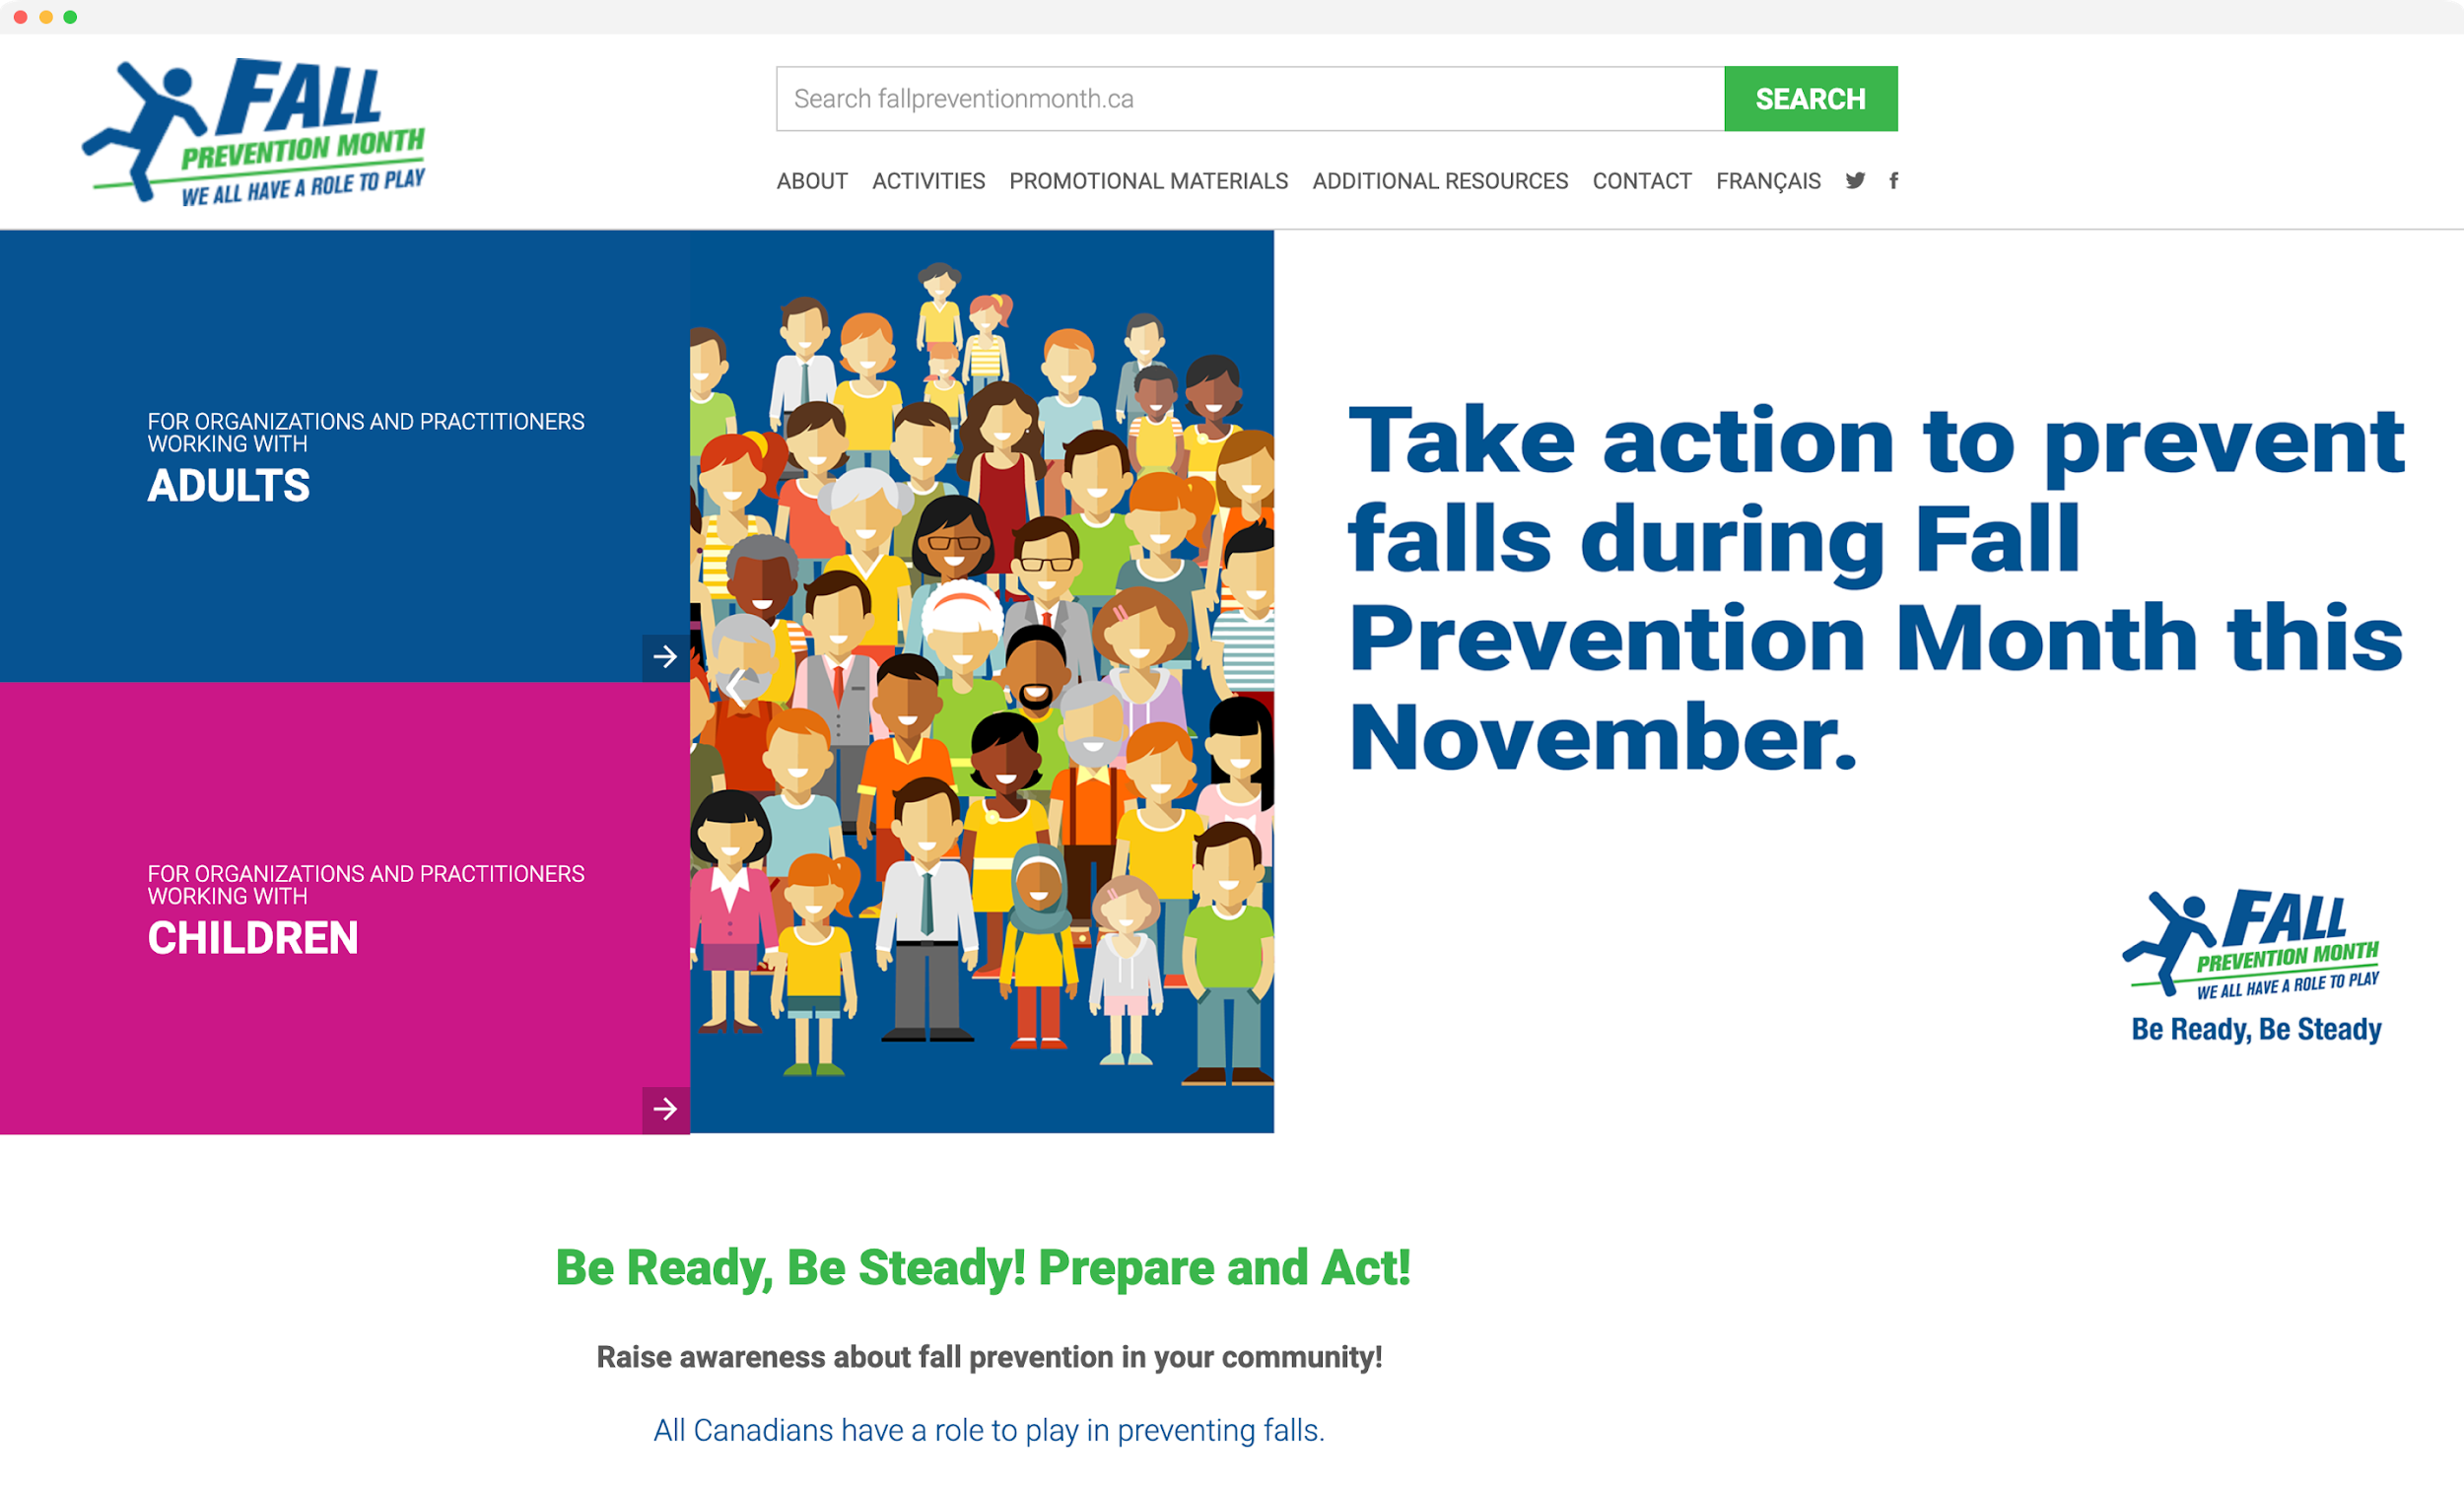 FALL
PREVENTION MONTH
WE ALL HAVE A ROLE TO PLAY
Search fallpreventionmonth.ca
SEARCH
ABOUT ACTIVITIES PROMOTIONAL MATERIALS ADDITIONAL RESOURCES CONTACT FRANÇAIS
FOR ORGANIZATIONS AND PRACTITIONERS
WORKING WITH
ADULTS
FOR ORGANIZATIONS AND PRACTITIONERS
WORKING WITH
CHILDREN
Take action to prevent
falls during Fall
Prevention Month this
November.
FALL
PREVENTION MONTH
WE ALL HAVE A ROLE TO PLAY
Be Ready, Be Steady
Be Ready, Be Steady! Prepare and Act!
Raise awareness about fall prevention in your community!
All Canadians have a role to play in preventing falls.